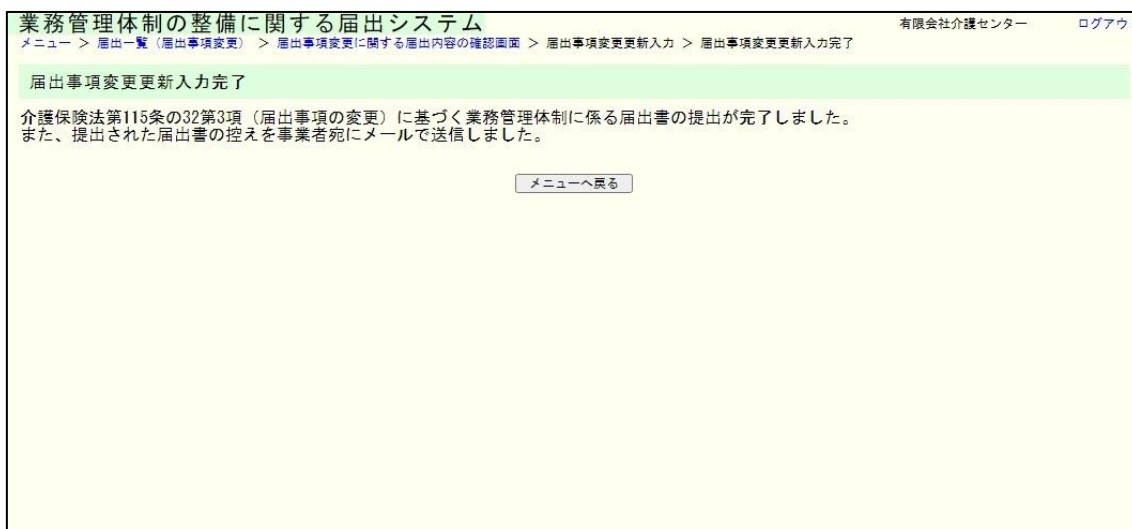 業務管理体制の整備に関する届出システム
有限会社介護センター
ログアウ
メニュー ＞ 届出一覧（届出事項変更） ＞ 届出事項変更に関する届出内容の確認画面 ＞ 届出事項変更更新入力 ＞ 届出事項変更更新入力完了
届出事項変更更新入力完了
介護保険法第115条の32第3項（届出事項の変更）に基づく業務管理体制に係る届出書の提出が完了しました。
また、提出された届出書の控えを事業者宛にメールで送信しました。
メニューへ戻る